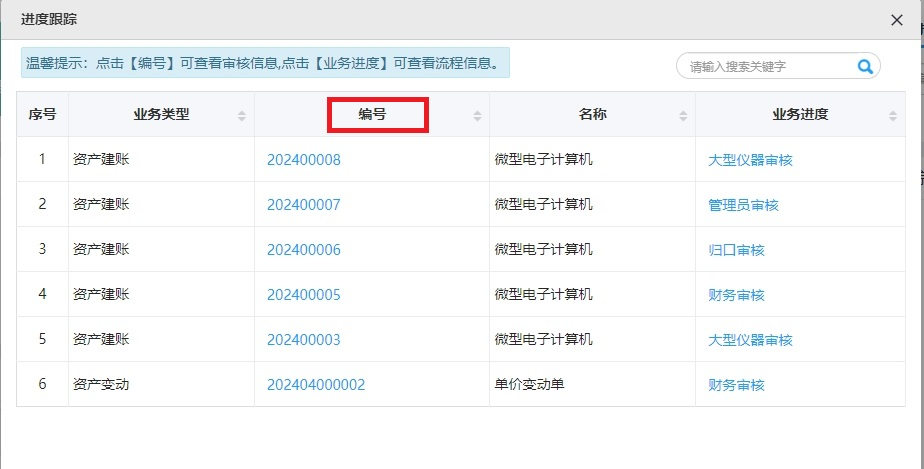 进度跟踪
温馨提示：点击【编号】可查看审核信息,点击【业务进度】可查看流程信息。
请输入搜索关键字
序号 业务类型 编号 名称 业务进度
1 资产建账 202400008 微型电子计算机 大型仪器审核
2 资产建账 202400007 微型电子计算机 管理员审核
3 资产建账 202400006 微型电子计算机 归口审核
4 资产建账 202400005 微型电子计算机 财务审核
5 资产建账 202400003 微型电子计算机 大型仪器审核
6 资产变动 202404000002 单价变动单 财务审核